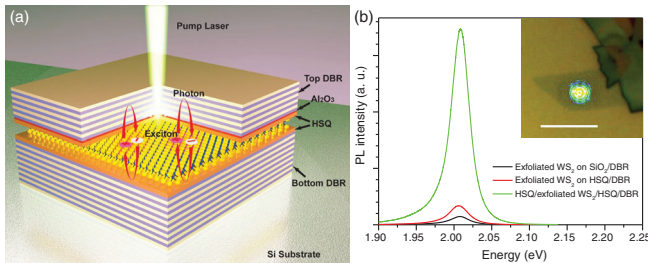 (a)
Pump Laser
Top DBR
Photon
Al₂O₃
HSQ
Exciton
Bottom DBR
Si Substrate
(b)
PL intensity (a. u.)
Exfoliated WS₂ on SiO₂/DBR
Exfoliated WS₂ on HSQ/DBR
HSQ/exfoliated WS₂/HSQ/DBR
1.90 1.95 2.00 2.05 2.10 2.15 2.20 2.25
Energy (eV)